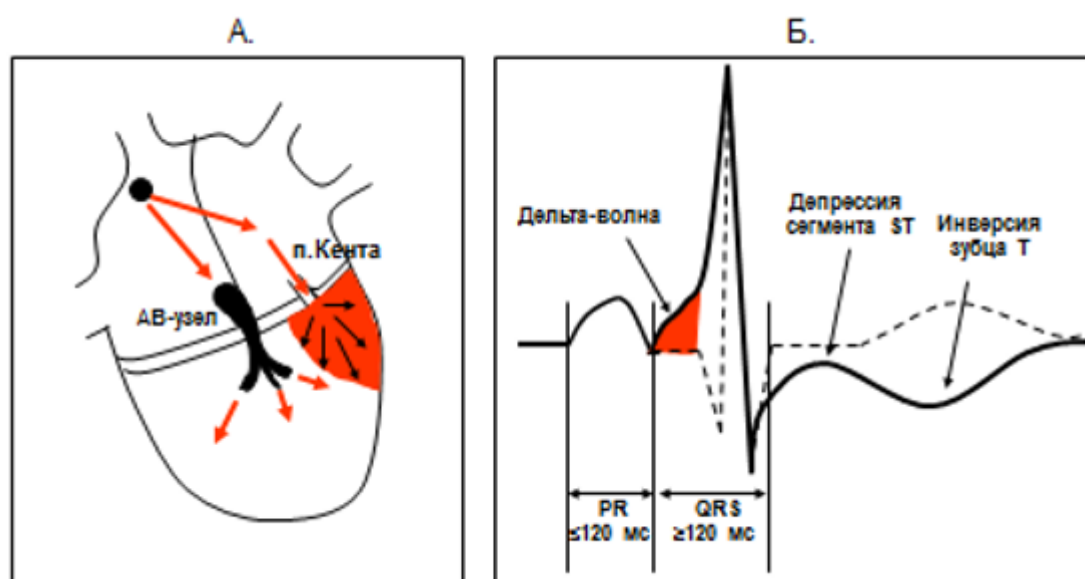 А.
Б.
п.Кента
АВ-узел
Дельта-волна
Депрессия
сегмента ST
Инверсия
зубца Т
PR
≤120 мс
QRS
≥120 мс